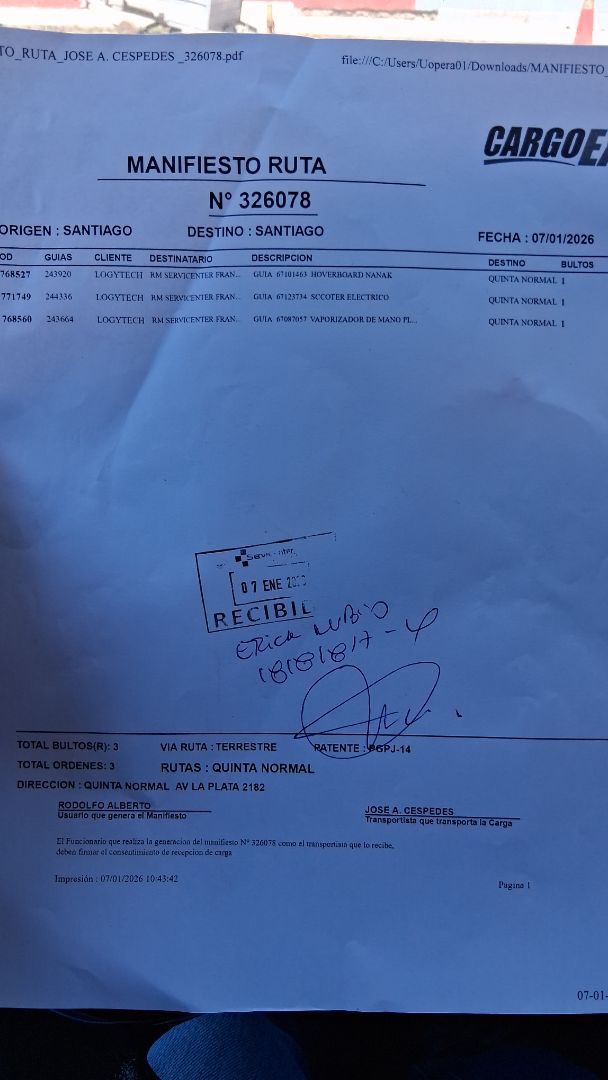 TO_RUTA_JOSE A. CESPEDES _326078.pdf
file:///C:/Users/Uopera01/Downloads/MANIFIESTO_
CARGOEX
MANIFIESTO RUTA
N° 326078
ORIGEN : SANTIAGO DESTINO : SANTIAGO FECHA : 07/01/2026
OD GUIAS CLIENTE DESTINATARIO DESCRIPCION DESTINO BULTOS
768527 243920 LOGYTECH RM SERVICENTER FRAN... GUIA 67101463 HOVERBOARD NANAK QUINTA NORMAL 1
771749 244336 LOGYTECH RM SERVICENTER FRAN... GUIA 67123734 SCCOTER ELECTRICO QUINTA NORMAL 1
768560 243664 LOGYTECH RM SERVICENTER FRAN... GUIA 67087057 VAPORIZADOR DE MANO PL... QUINTA NORMAL 1
07 ENE
RECIBI
Erica Rubio
TOTAL BULTOS(R): 3 VIA RUTA : TERRESTRE PATENTE : PGPJ-14
TOTAL ORDENES: 3 RUTAS : QUINTA NORMAL
DIRECCION : QUINTA NORMAL AV LA PLATA 2182
RODOLFO ALBERTO JOSE A. CESPEDES
Usuario que genera el Manifiesto Transportista que transporta la Carga
El Funcionario que realiza la generacion del manifiesto N° 326078 como el transportista que lo recibe,
deben firmar el consentimiento de recepcion de carga
Impresión : 07/01/2026 10:43:42 Pagina 1
07-01-